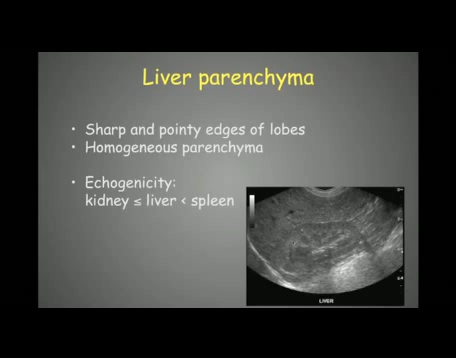 Liver parenchyma
• Sharp and pointy edges of lobes
• Homogeneous parenchyma
• Echogenicity:
kidney ≤ liver < spleen
LIVER